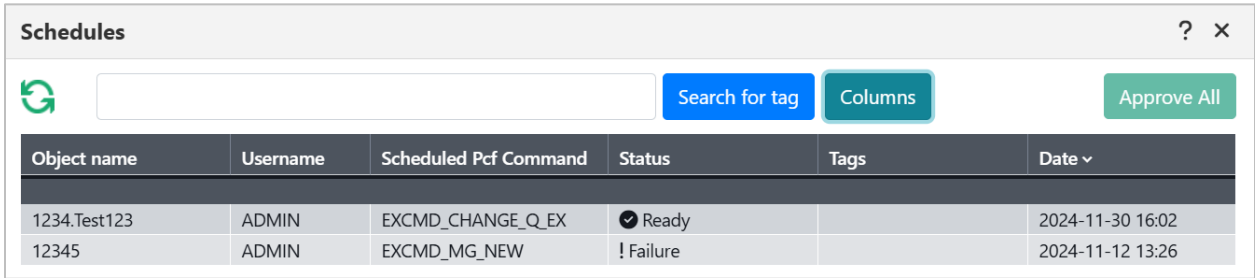 Schedules ? ×
Search for tag Columns Approve All
Object name Username Scheduled Pcf Command Status Tags Date
1234.Test123 ADMIN EXCMD_CHANGE_Q_EX Ready 2024-11-30 16:02
12345 ADMIN EXCMD_MG_NEW ! Failure 2024-11-12 13:26